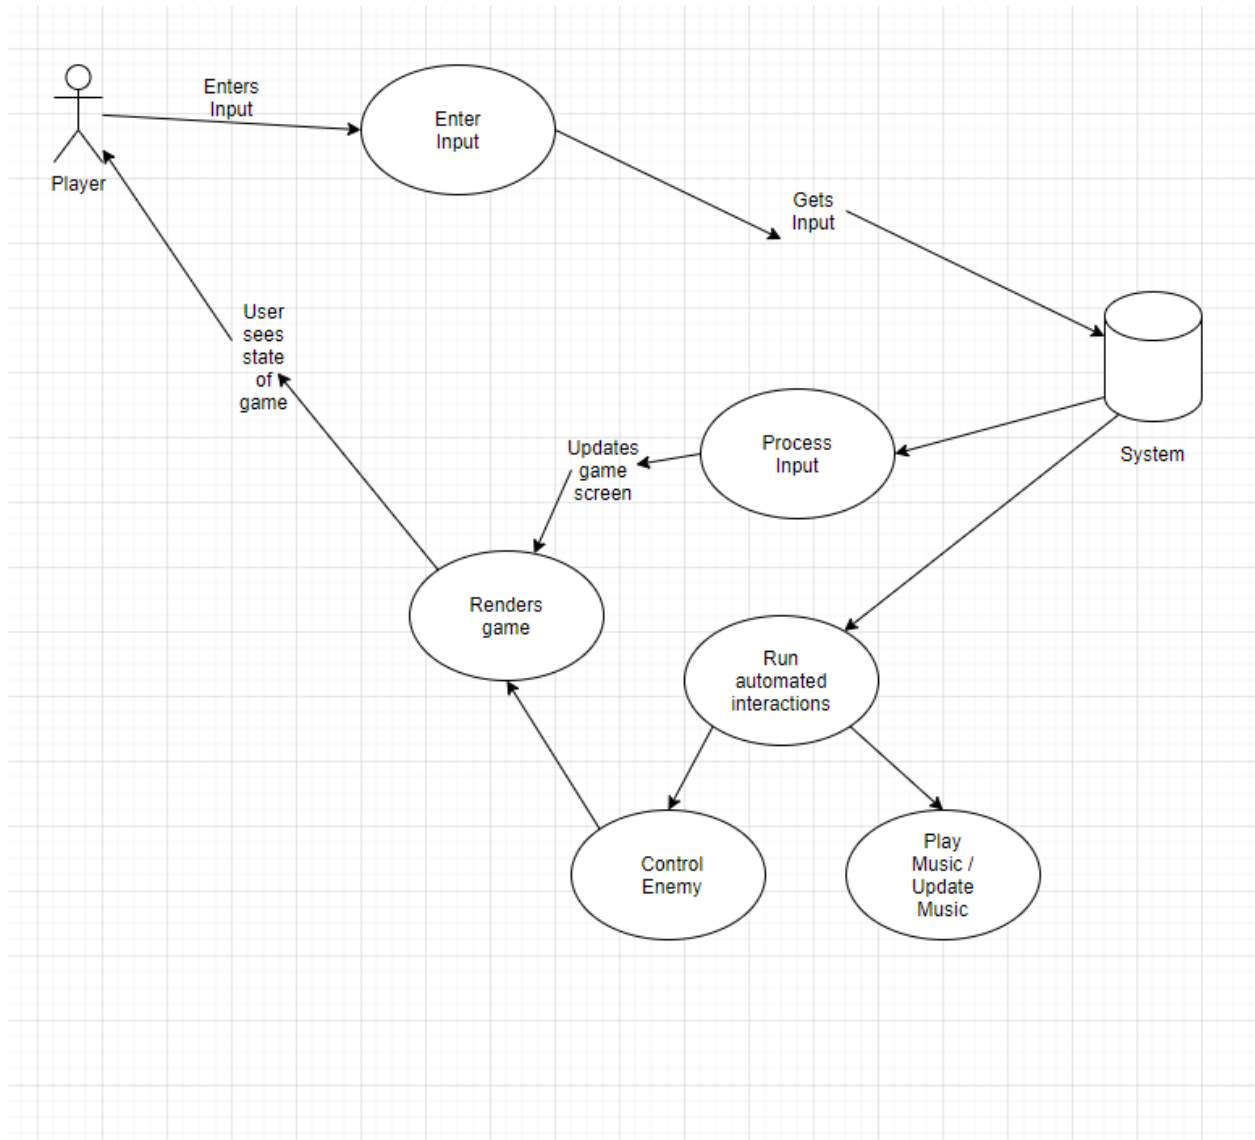 Enters
Input
Enter
Input
Player
Gets
Input
User
sees
state
of
game
System
Process
Input
Updates
game
screen
Renders
game
Run
automated
interactions
Control
Enemy
Play
Music /
Update
Music